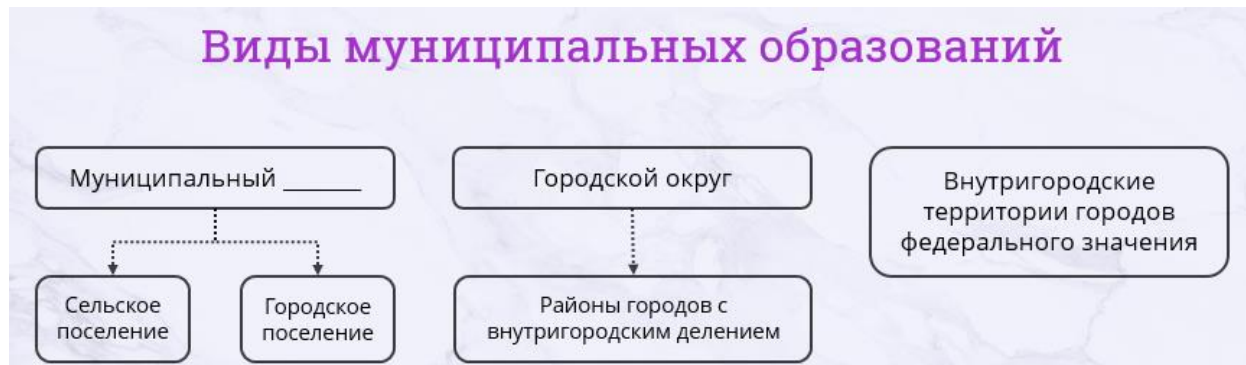 Виды муниципальных образований
Муниципальный ______
Городской округ
Внутригородские
территории городов
федерального значения
Сельское
поселение
Городское
поселение
Районы городов с
внутригородским делением